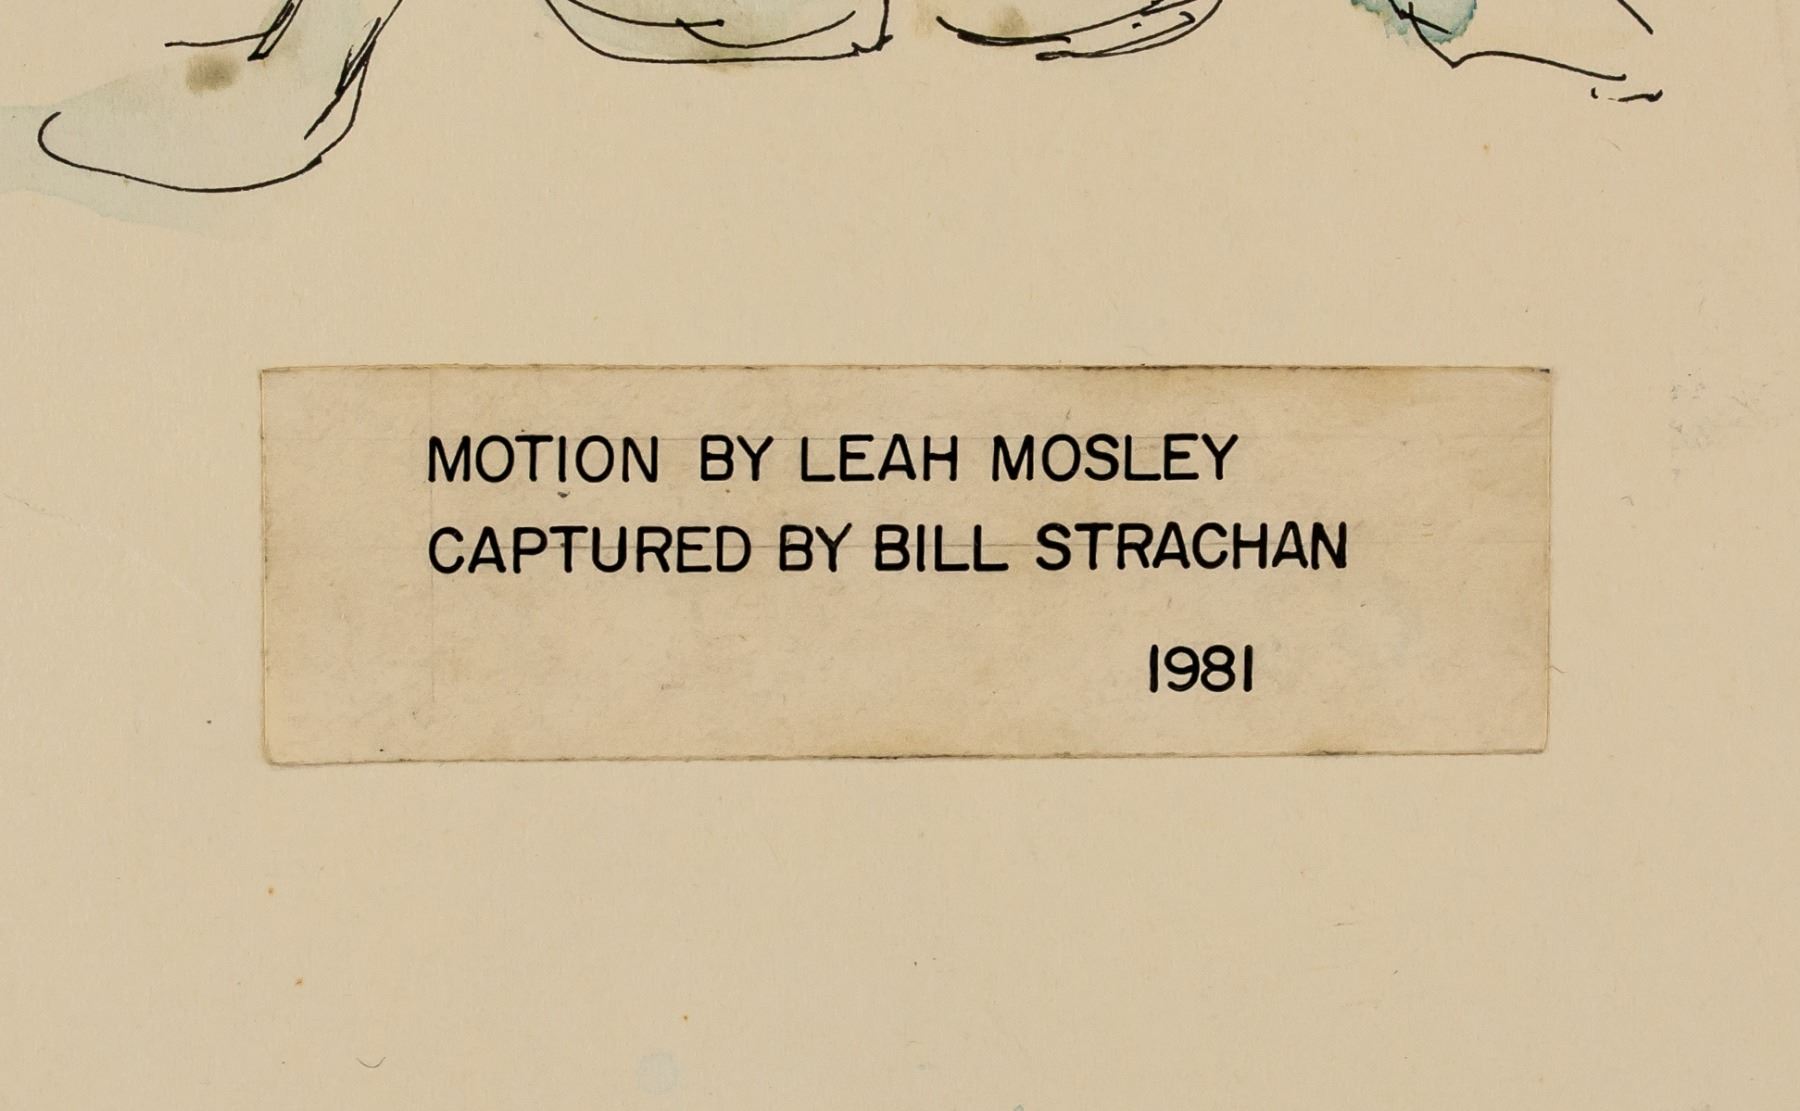 MOTION BY LEAH MOSLEY
CAPTURED BY BILL STRACHAN
1981